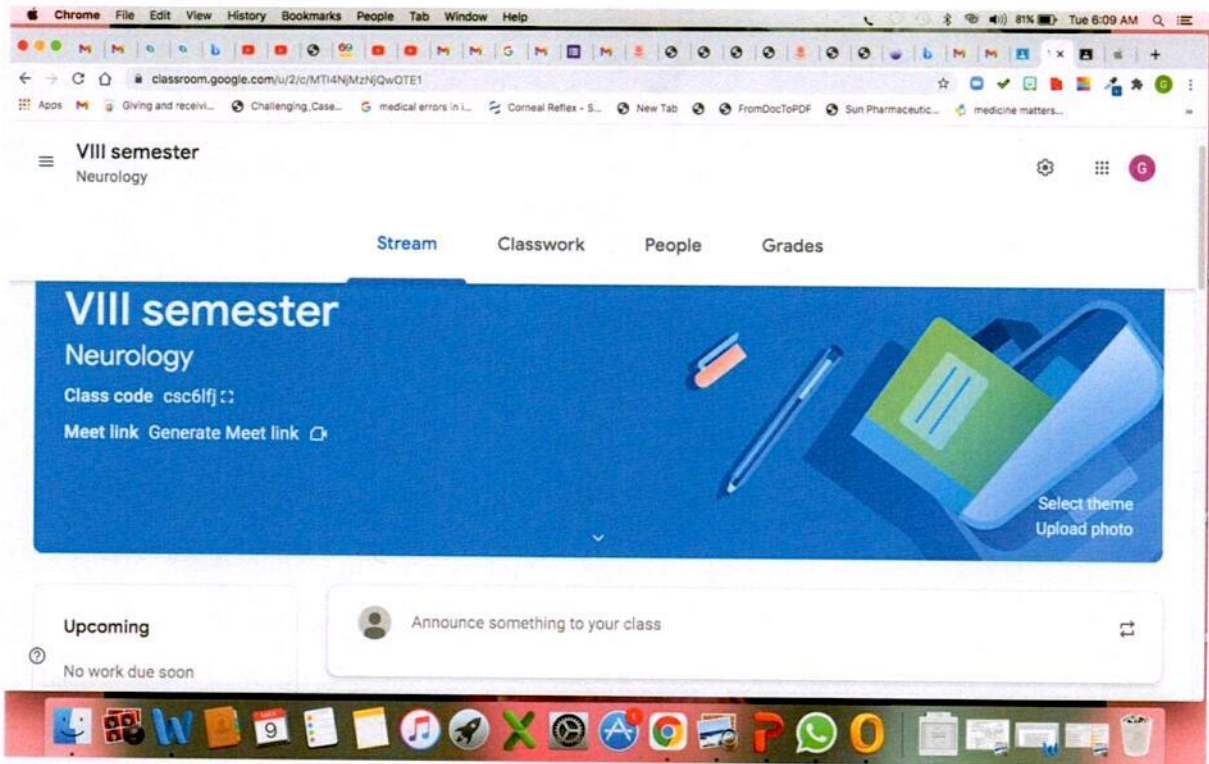 Chrome File Edit View History Bookmarks People Tab Window Help 81% Tue 6:09 AM
classroom.google.com/u/2/c/MTI4NjMzNjQwOTE1
Apps Giving and receivi... Challenging_Case... medical errors in i... Corneal Reflex - S... New Tab FromDocToPDF Sun Pharmaceutic... medicine matters...
VIII semester
Neurology
G
Stream Classwork People Grades
VIII semester
Neurology
Class code csc6lfj
Meet link Generate Meet link
Select theme
Upload photo
Upcoming
Announce something to your class
No work due soon
9